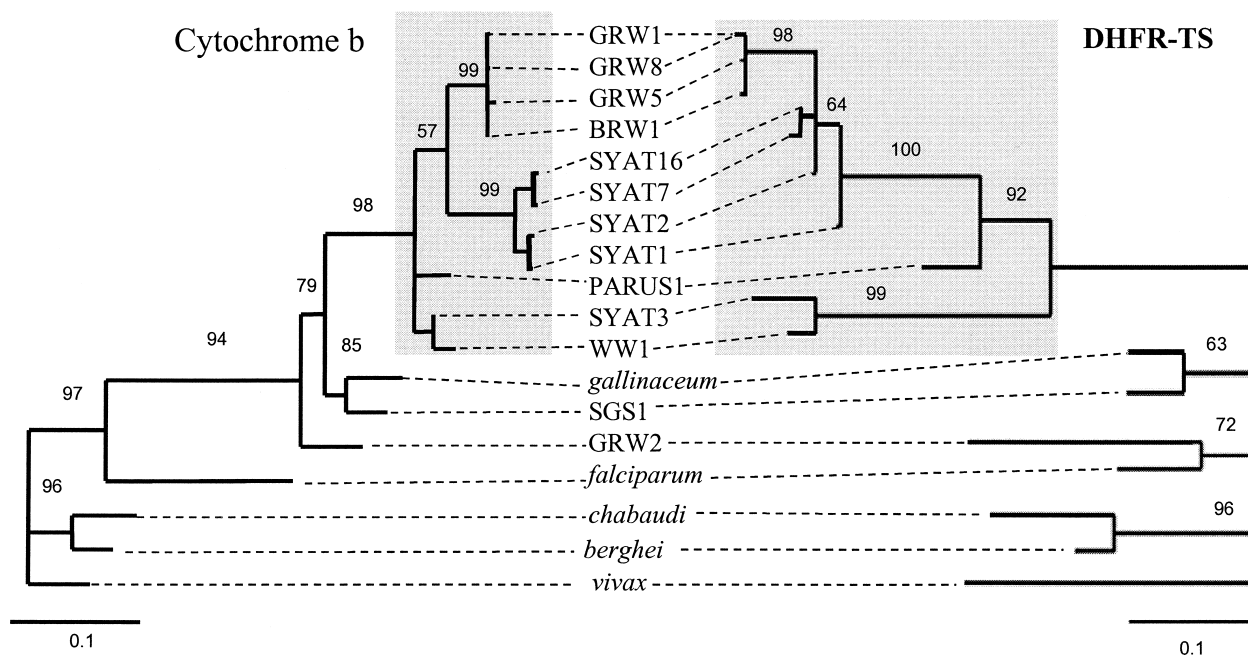 Cytochrome b
DHFR-TS
GRW1
98
GRW8
99
GRW5
64
BRW1
57
SYAT16
100
99
SYAT7
92
98
SYAT2
SYAT1
79
PARUS1
99
SYAT3
94
85
WW1
63
97
gallinaceum
SGS1
72
GRW2
96
falciparum
chabaudi
96
berghei
vivax
0.1
0.1